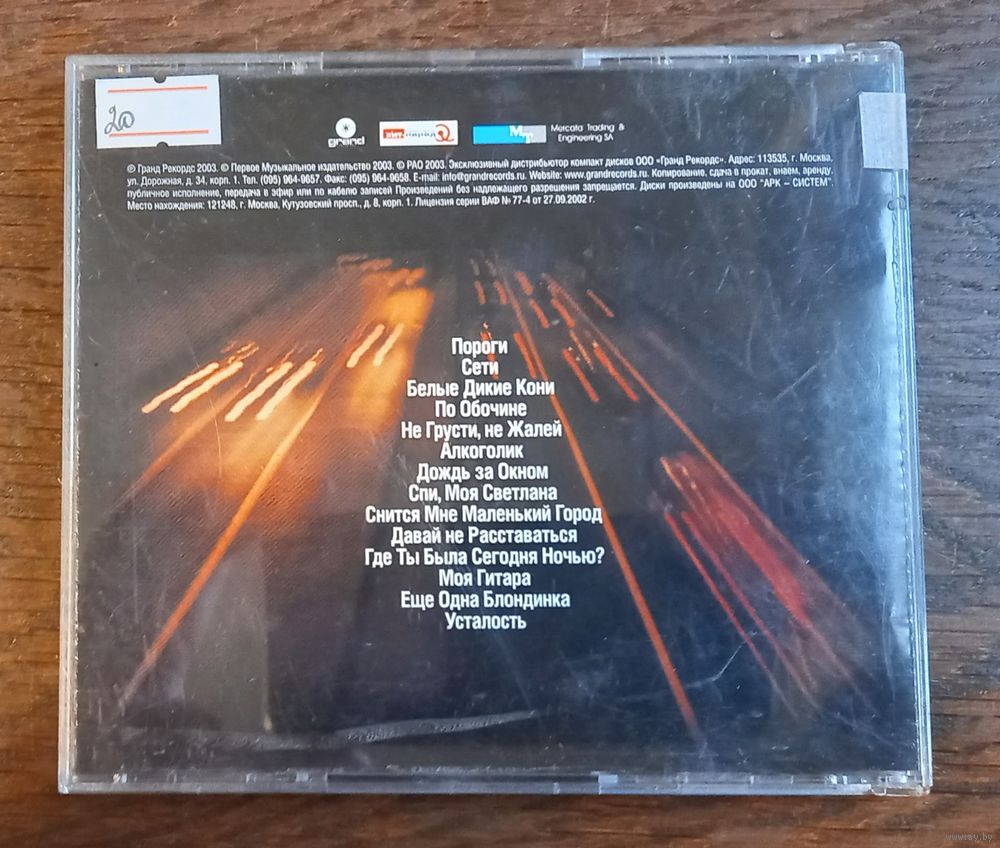 20
grand
ХИТ-парад
MT
Mercata Trading &
Engineering SA
℗ Гранд Рекордс 2003. © Первое Музыкальное издательство 2003. © РАО 2003. Эксклюзивный дистрибьютор компакт дисков ООО «Гранд Рекордс». Адрес: 113535, г. Москва,
ул. Дорожная, д. 34, корп. 1. Тел. (095) 964-9657. Факс: (095) 964-9658. E-mail: info@grandrecords.ru. Website: www.grandrecords.ru. Копирование, сдача в прокат, внаем, аренду,
публичное исполнение, передача в эфир или по кабелю записей Произведений без надлежащего разрешения запрещается. Диски произведены на ООО "АРК – СИСТЕМ".
Место нахождения: 121248, г. Москва, Кутузовский просп., д. 8, корп. 1. Лицензия серии ВАФ № 77-4 от 27.09.2002 г.
Пороги
Сети
Белые Дикие Кони
По Обочине
Не Грусти, не Жалей
Алкоголик
Дождь за Окном
Спи, Моя Светлана
Снится Мне Маленький Город
Давай не Расставаться
Где Ты Была Сегодня Ночью?
Моя Гитара
Еще Одна Блондинка
Усталость
www.ay.by